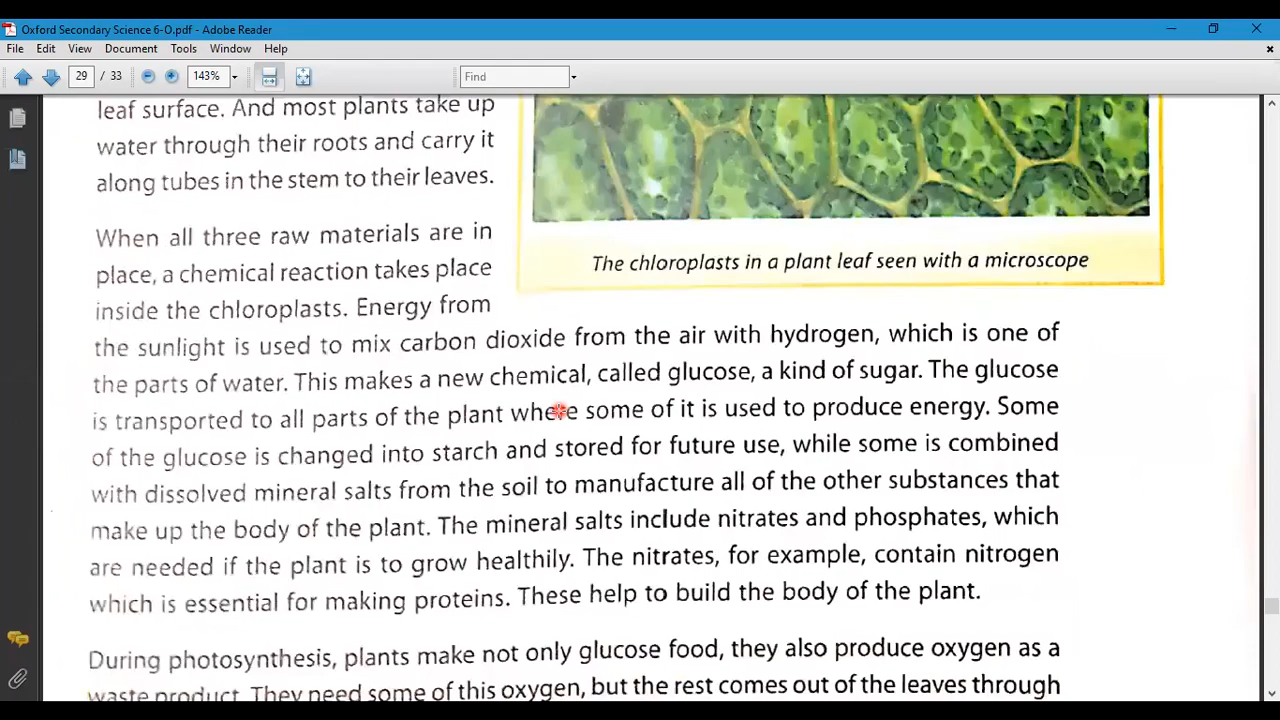 Oxford Secondary Science 6-O.pdf - Adobe Reader
File Edit View Document Tools Window Help
29 / 33 143% Find
leaf surface. And most plants take up
water through their roots and carry it
along tubes in the stem to their leaves.
When all three raw materials are in
place, a chemical reaction takes place
inside the chloroplasts. Energy from
The chloroplasts in a plant leaf seen with a microscope
the sunlight is used to mix carbon dioxide from the air with hydrogen, which is one of
the parts of water. This makes a new chemical, called glucose, a kind of sugar. The glucose
is transported to all parts of the plant where some of it is used to produce energy. Some
of the glucose is changed into starch and stored for future use, while some is combined
with dissolved mineral salts from the soil to manufacture all of the other substances that
make up the body of the plant. The mineral salts include nitrates and phosphates, which
are needed if the plant is to grow healthily. The nitrates, for example, contain nitrogen
which is essential for making proteins. These help to build the body of the plant.
During photosynthesis, plants make not only glucose food, they also produce oxygen as a
waste product. They need some of this oxygen, but the rest comes out of the leaves through